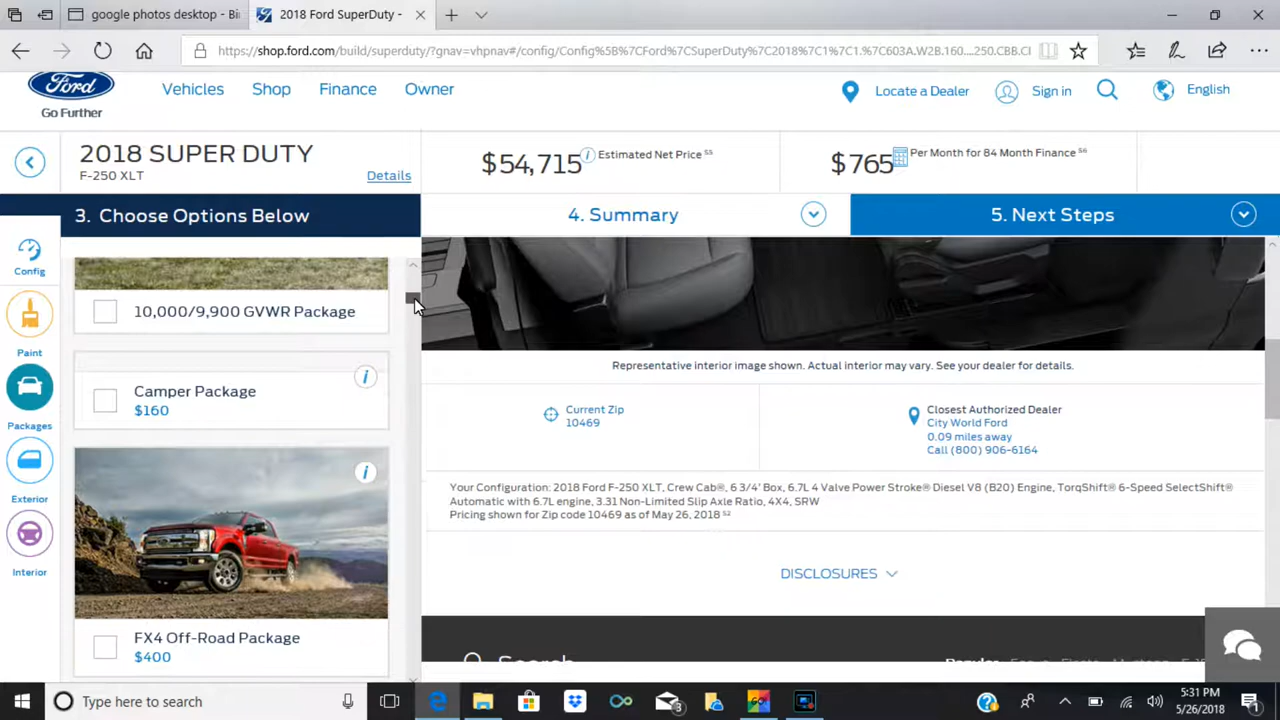 google photos desktop - Bi
2018 Ford SuperDuty -
https://shop.ford.com/build/superduty/?gnav=vhpnav#/config/Config%5B%7CFord%7CSuperDuty%7C2018%7C1%7C1.%7C603A.W2B.160....250.CBB.CI
Ford
Go Further
Vehicles Shop Finance Owner
Locate a Dealer Sign in English
2018 SUPER DUTY
F-250 XLT
Details
$54,715 i Estimated Net Price 55
$765 Per Month for 84 Month Finance 56
3. Choose Options Below
4. Summary
5. Next Steps
Config
Paint
Packages
Exterior
Interior
10,000/9,900 GVWR Package
Camper Package
$160
i
i
FX4 Off-Road Package
$400
Representative interior image shown. Actual interior may vary. See your dealer for details.
Current Zip
10469
Closest Authorized Dealer
City World Ford
0.09 miles away
Call (800) 906-6164
Your Configuration: 2018 Ford F-250 XLT, Crew Cab®, 6 3/4' Box, 6.7L 4 Valve Power Stroke® Diesel V8 (B20) Engine, TorqShift® 6-Speed SelectShift®
Automatic with 6.7L engine, 3.31 Non-Limited Slip Axle Ratio, 4X4, SRW
Pricing shown for Zip code 10469 as of May 26, 2018 52
DISCLOSURES
Search
Type here to search
3
5:31 PM
5/26/2018
1